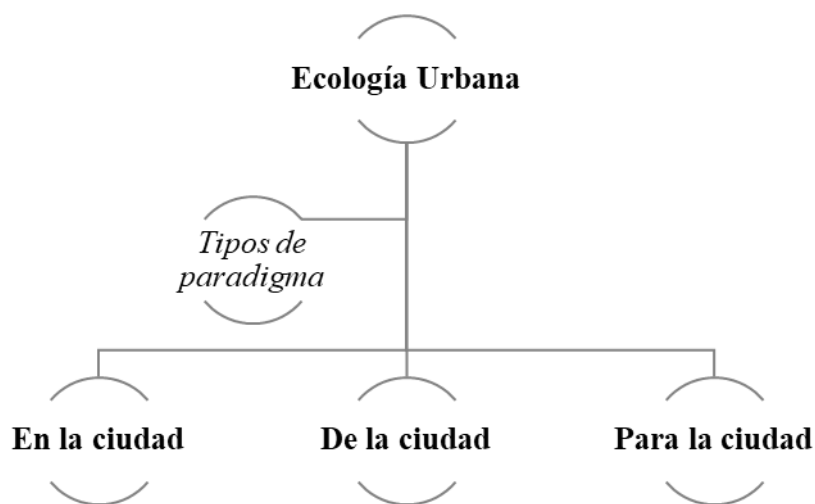 Ecología Urbana
Tipos de
paradigma
En la ciudad
De la ciudad
Para la ciudad